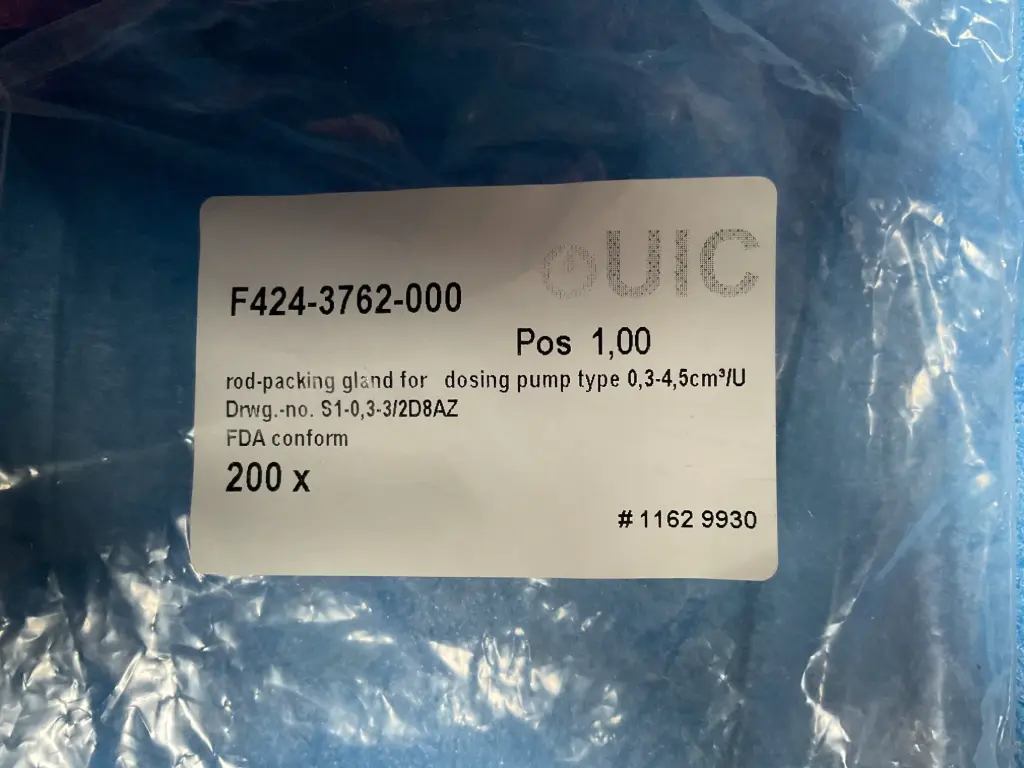 UIC
F424-3762-000
Pos 1,00
rod-packing gland for dosing pump type 0,3-4,5cm³/U
Drwg.-no. S1-0,3-3/2D8AZ
FDA conform
200 x
# 1162 9930